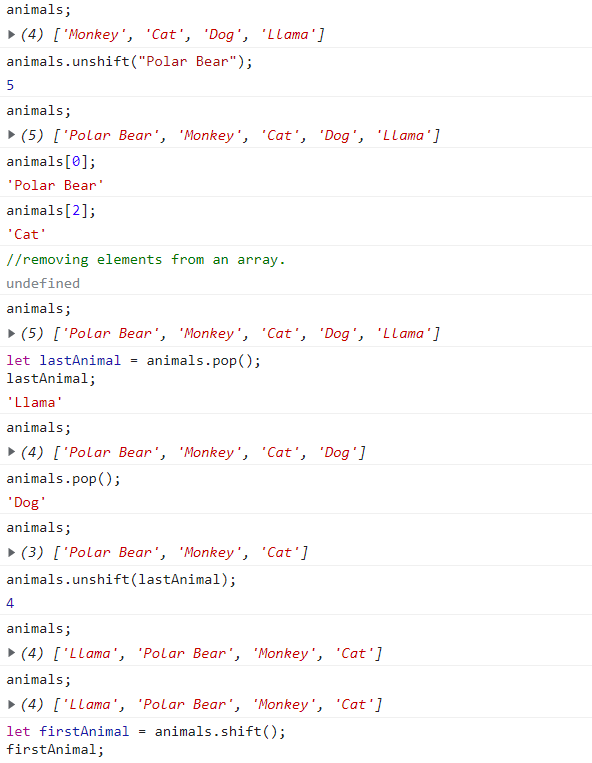 animals;
(4) ['Monkey', 'Cat', 'Dog', 'Llama']
animals.unshift("Polar Bear");
5
animals;
(5) ['Polar Bear', 'Monkey', 'Cat', 'Dog', 'Llama']
animals[0];
'Polar Bear'
animals[2];
'Cat'
//removing elements from an array.
undefined
animals;
(5) ['Polar Bear', 'Monkey', 'Cat', 'Dog', 'Llama']
let lastAnimal = animals.pop();
lastAnimal;
'Llama'
animals;
(4) ['Polar Bear', 'Monkey', 'Cat', 'Dog']
animals.pop();
'Dog'
animals;
(3) ['Polar Bear', 'Monkey', 'Cat']
animals.unshift(lastAnimal);
4
animals;
(4) ['Llama', 'Polar Bear', 'Monkey', 'Cat']
animals;
(4) ['Llama', 'Polar Bear', 'Monkey', 'Cat']
let firstAnimal = animals.shift();
firstAnimal;